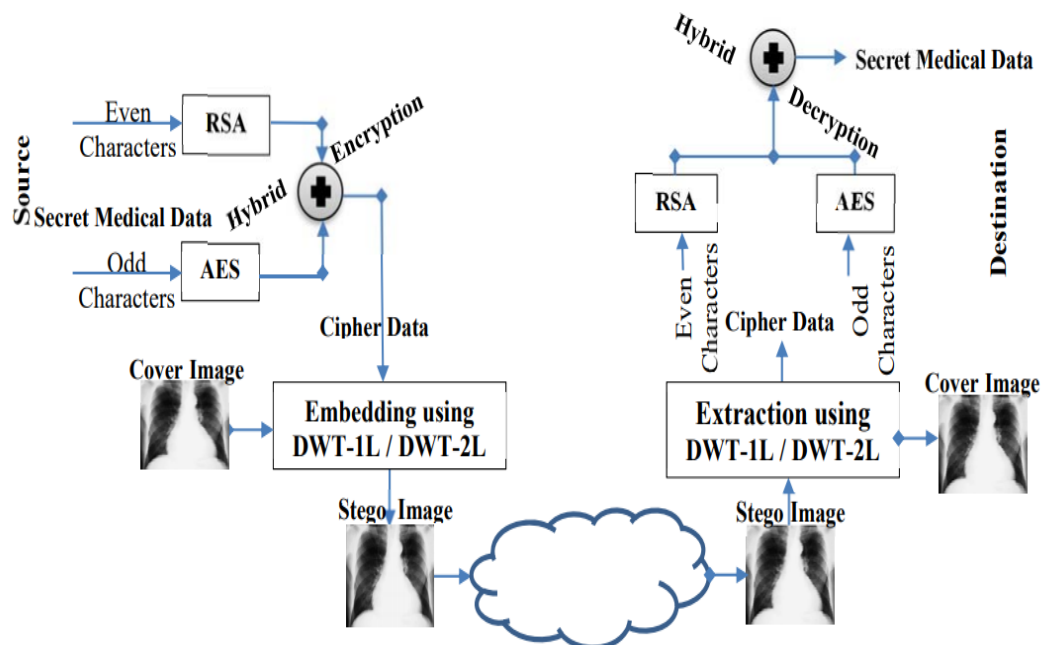 Source
Even
Characters
RSA
Hybrid
Encryption
Secret Medical Data
Odd
Characters
AES
Cipher Data
Cover Image
Embedding using
DWT-1L / DWT-2L
Stego Image
Hybrid
Decryption
Secret Medical Data
RSA
AES
Even
Characters
Odd
Characters
Destination
Cipher Data
Extraction using
DWT-1L / DWT-2L
Cover Image
Stego Image